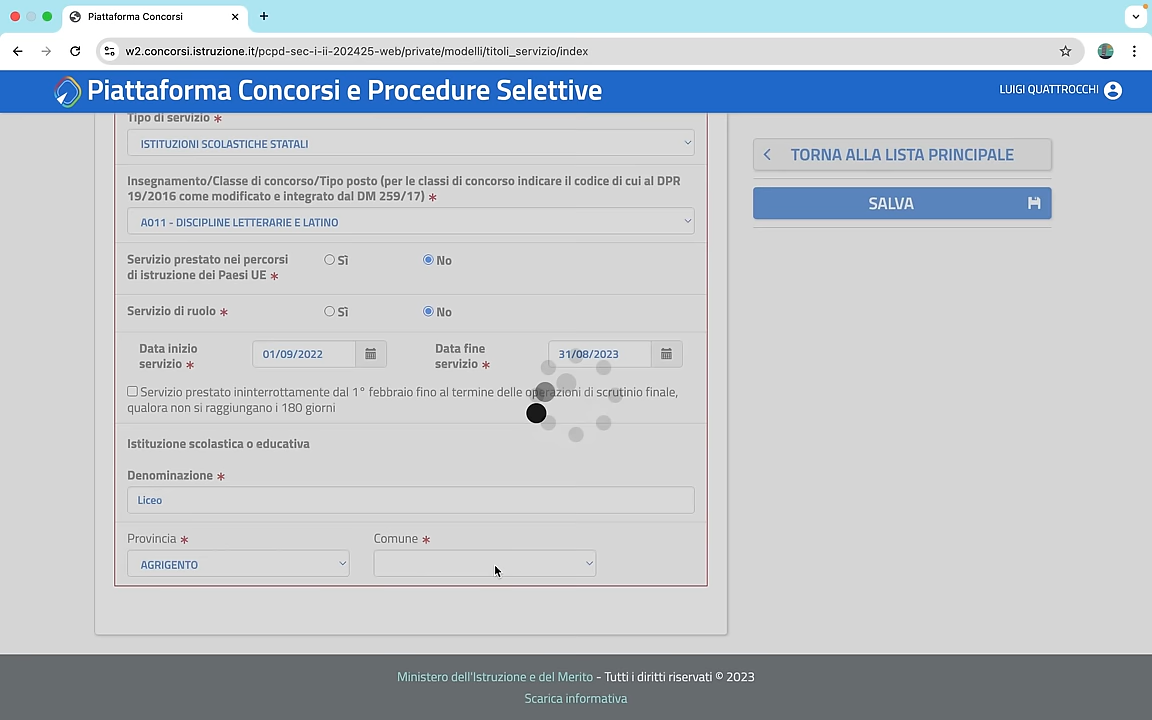 Piattaforma Concorsi
w2.concorsi.istruzione.it/pcpd-sec-i-ii-202425-web/private/modelli/titoli_servizio/index
Piattaforma Concorsi e Procedure Selettive
LUIGI QUATTROCCHI
Tipo di servizio *
ISTITUZIONI SCOLASTICHE STATALI
TORNA ALLA LISTA PRINCIPALE
SALVA
Insegnamento/Classe di concorso/Tipo posto (per le classi di concorso indicare il codice di cui al DPR
19/2016 come modificato e integrato dal DM 259/17) *
A011 - DISCIPLINE LETTERARIE E LATINO
Servizio prestato nei percorsi
di istruzione dei Paesi UE *
Sì
No
Servizio di ruolo *
Sì
No
Data inizio
servizio *
01/09/2022
Data fine
servizio *
31/08/2023
Servizio prestato ininterrottamente dal 1° febbraio fino al termine delle operazioni di scrutinio finale,
qualora non si raggiungano i 180 giorni
Istituzione scolastica o educativa
Denominazione *
Liceo
Provincia *
Comune *
AGRIGENTO
Ministero dell'Istruzione e del Merito - Tutti i diritti riservati © 2023
Scarica informativa